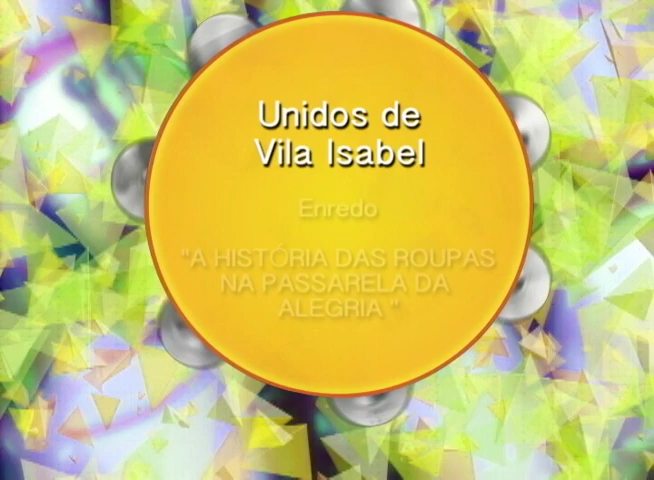 Unidos de
Vila Isabel
Enredo
"A HISTÓRIA DAS ROUPAS
NA PASSARELA DA
ALEGRIA "